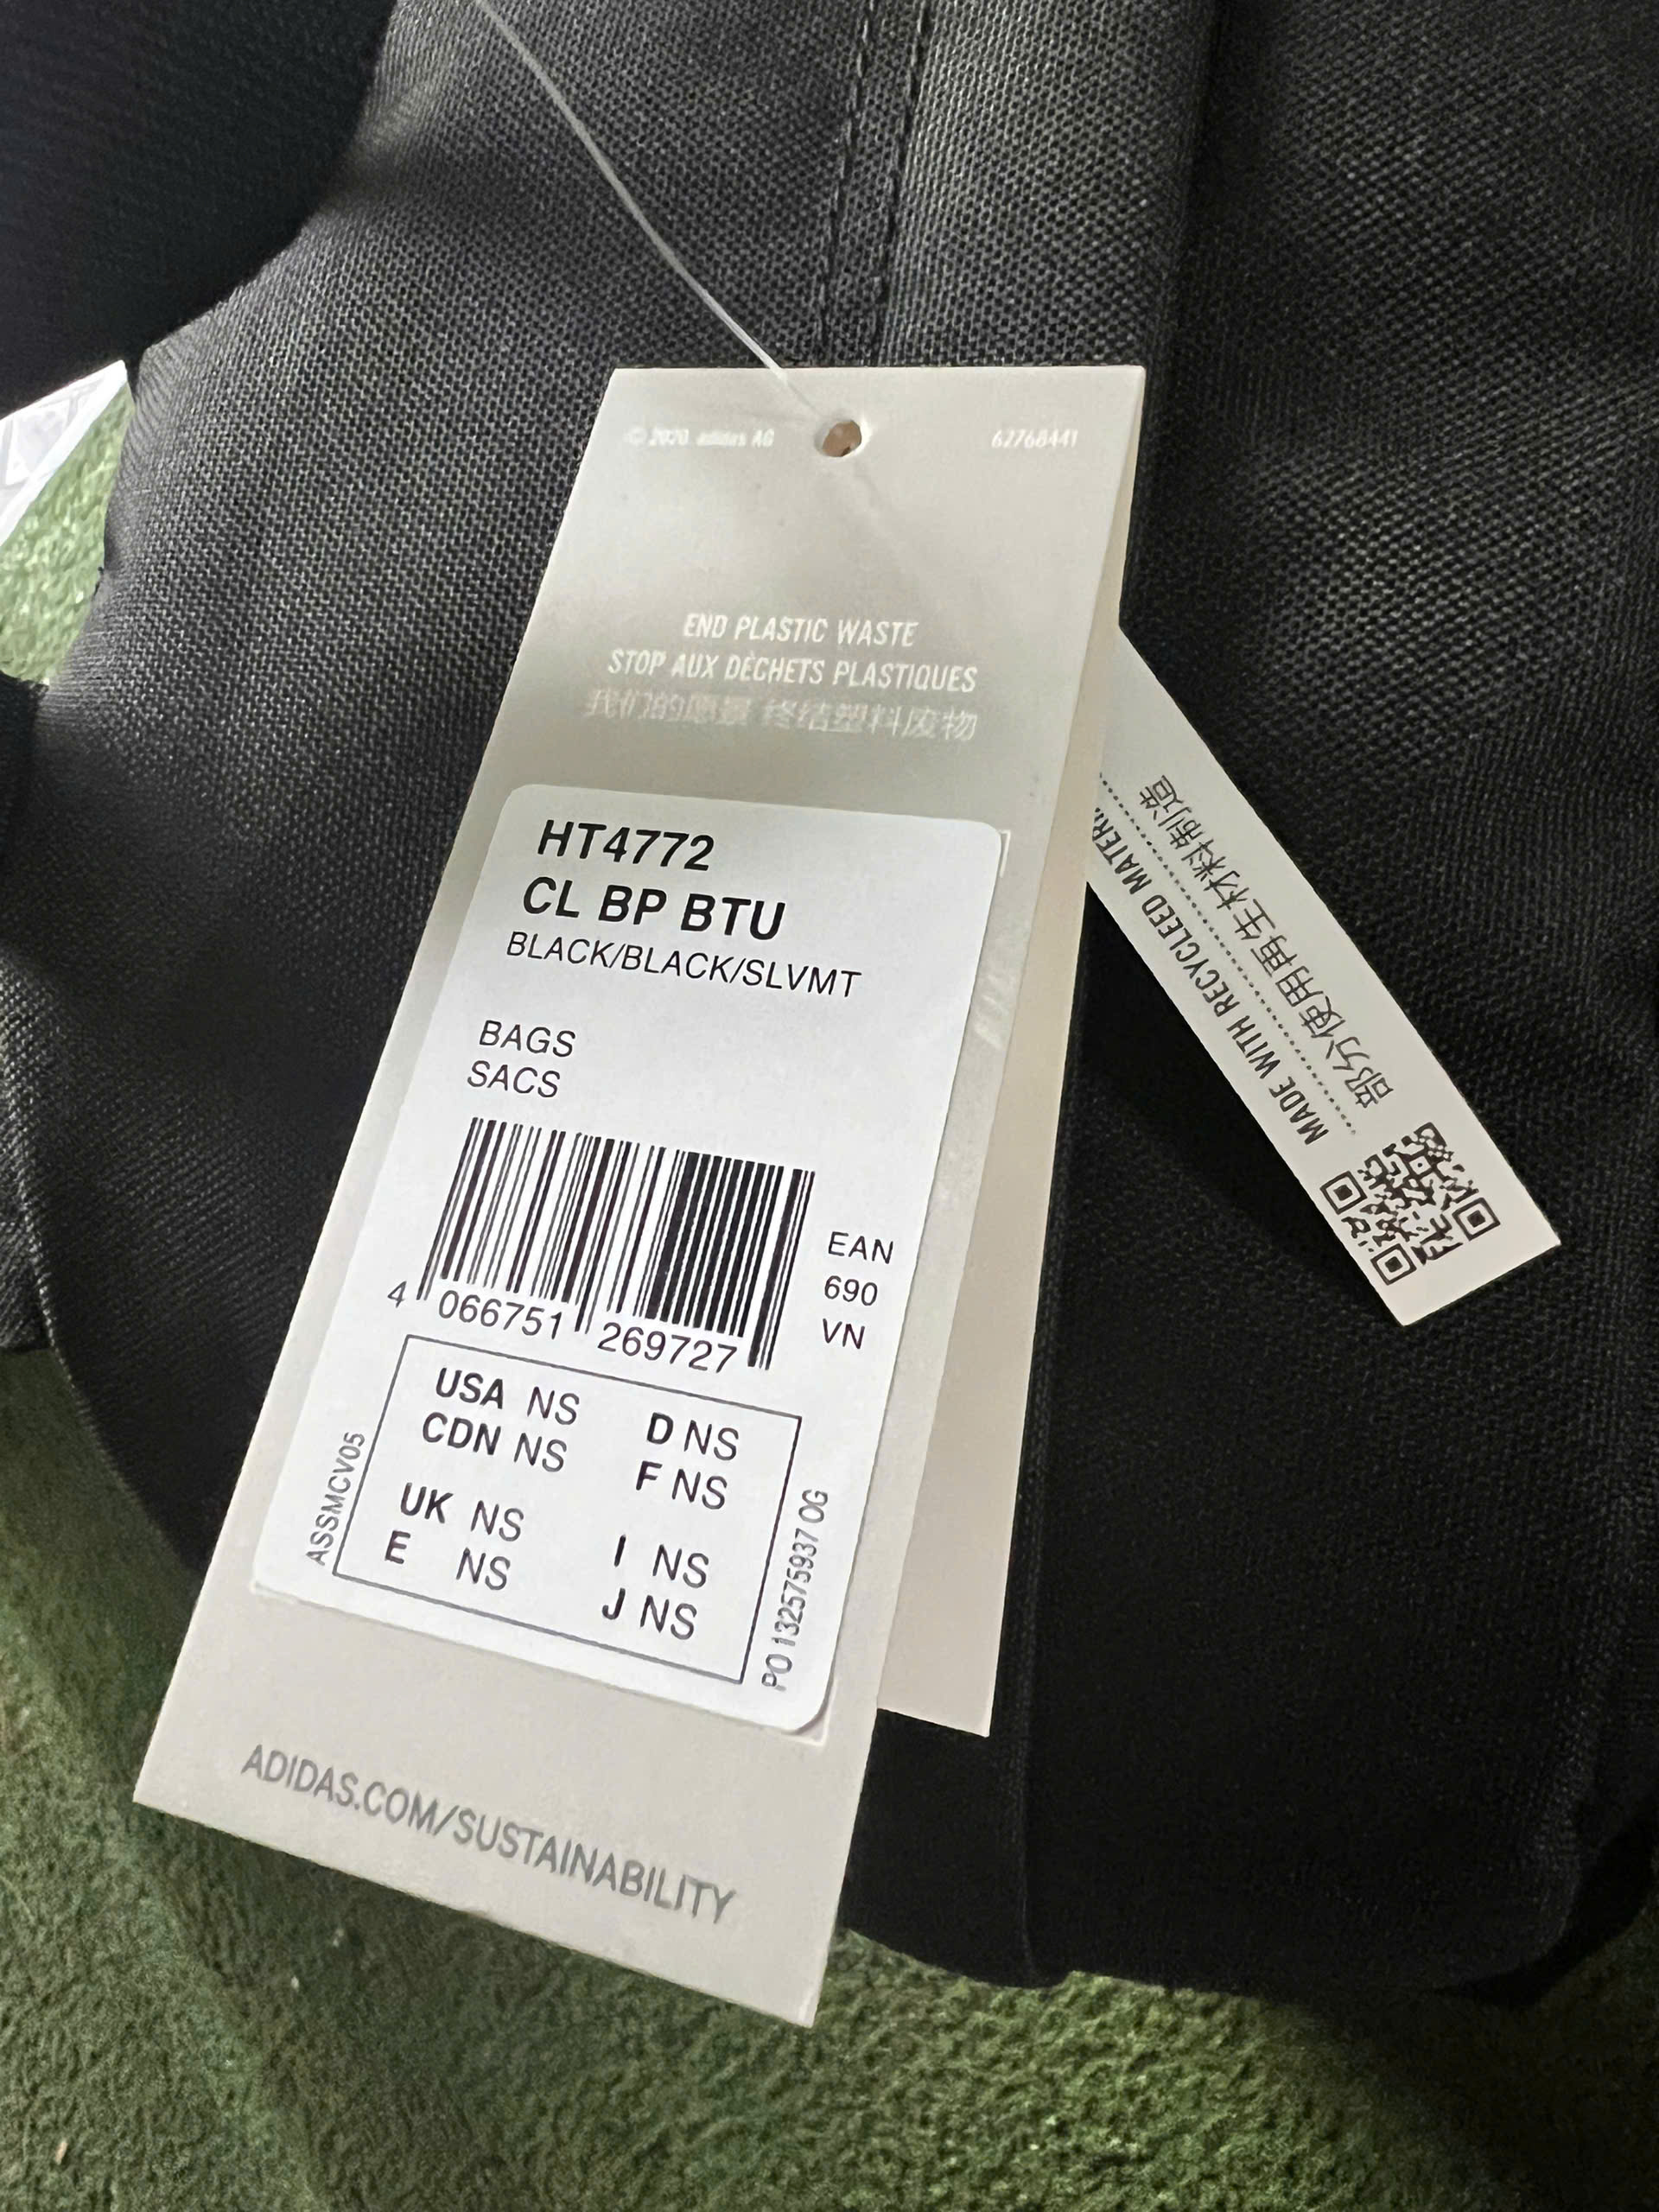 © 2020 adidas AG
62768441
END PLASTIC WASTE
STOP AUX DÉCHETS PLASTIQUES
我们的愿景 终结塑料废物
HT4772
CL BP BTU
BLACK/BLACK/SLVMT
BAGS
SACS
4 066751 269727
EAN
690
VN
USA NS D NS
CDN NS F NS
UK NS I NS
E NS J NS
ASSMCV05
PO 1325759370G
ADIDAS.COM/SUSTAINABILITY
MADE WITH RECYCLED
部分使用再生材料制造